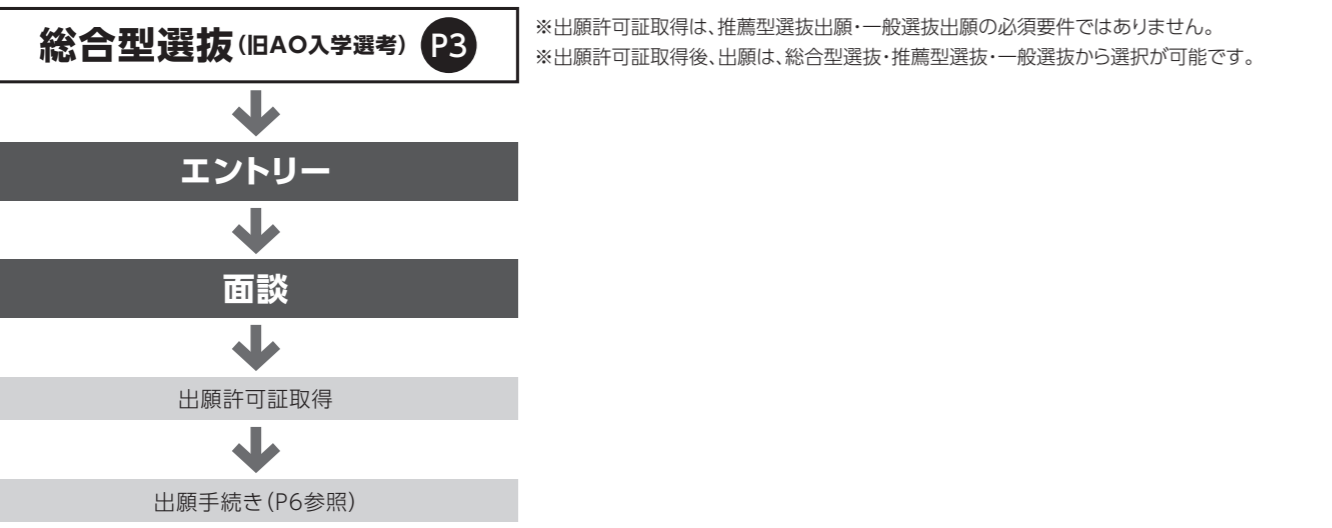 総合型選抜(旧AO入学選考) P3
※出願許可証取得は、推薦型選抜出願・一般選抜出願の必須要件ではありません。
※出願許可証取得後、出願は、総合型選抜・推薦型選抜・一般選抜から選択が可能です。
エントリー
面談
出願許可証取得
出願手続き(P6参照)